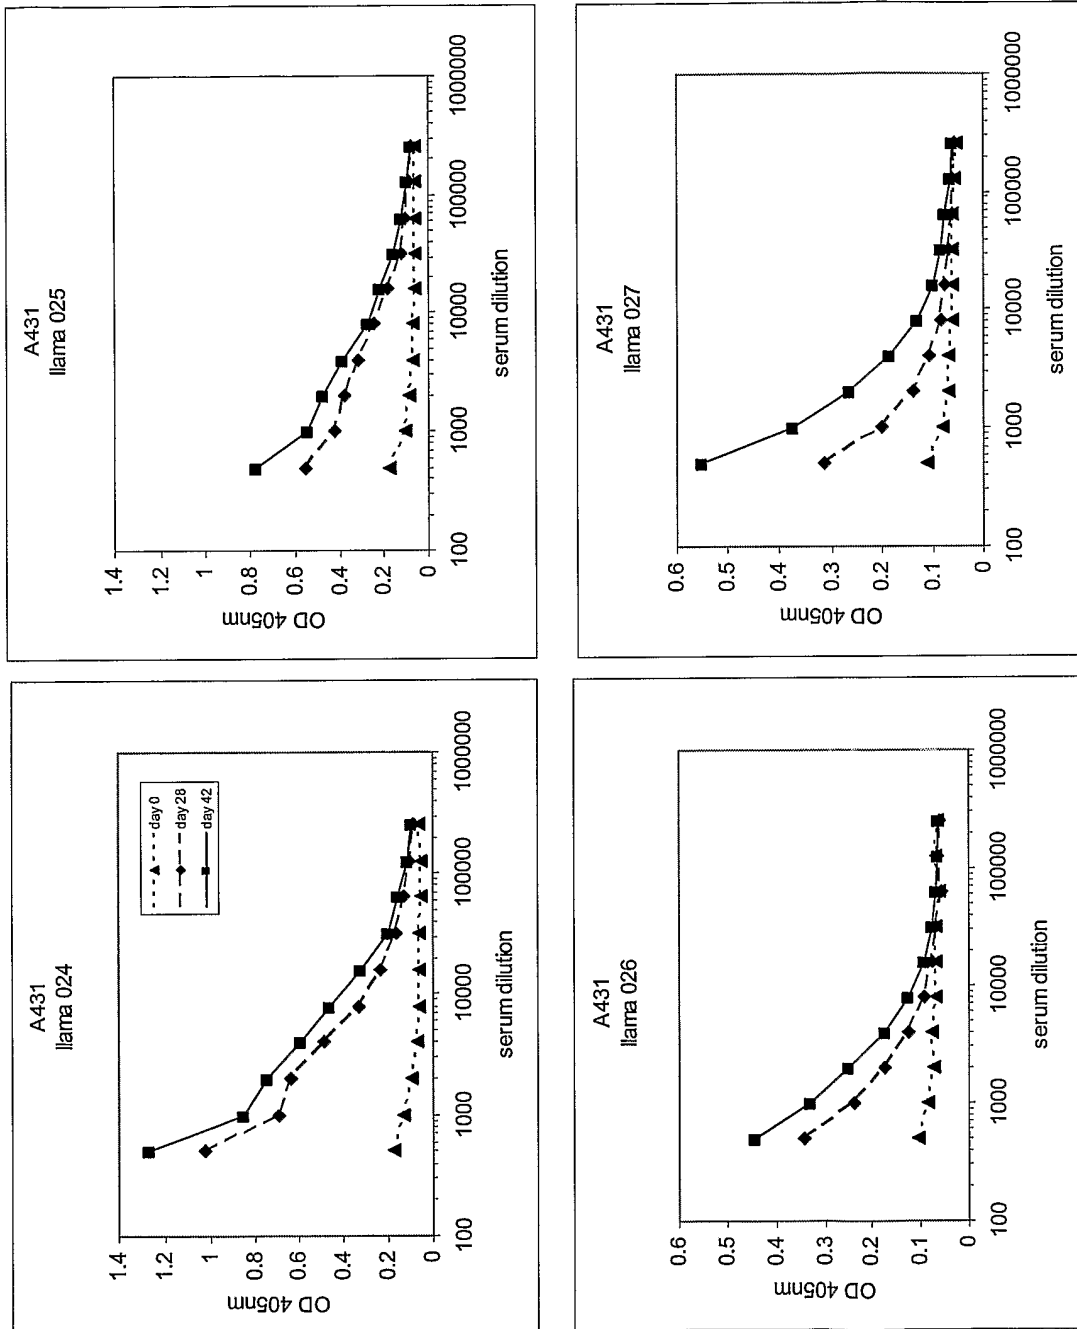 A431
llama 024
OD 405nm
1.4
1.2
1
0.8
0.6
0.4
0.2
0
100
1000
10000
100000
1000000
serum dilution
day 0
day 28
day 42
A431
llama 025
OD 405nm
1.4
1.2
1
0.8
0.6
0.4
0.2
0
100
1000
10000
100000
1000000
serum dilution
A431
llama 026
OD 405nm
0.6
0.5
0.4
0.3
0.2
0.1
0
100
1000
10000
100000
1000000
serum dilution
A431
llama 027
OD 405nm
0.6
0.5
0.4
0.3
0.2
0.1
0
100
1000
10000
100000
1000000
serum dilution